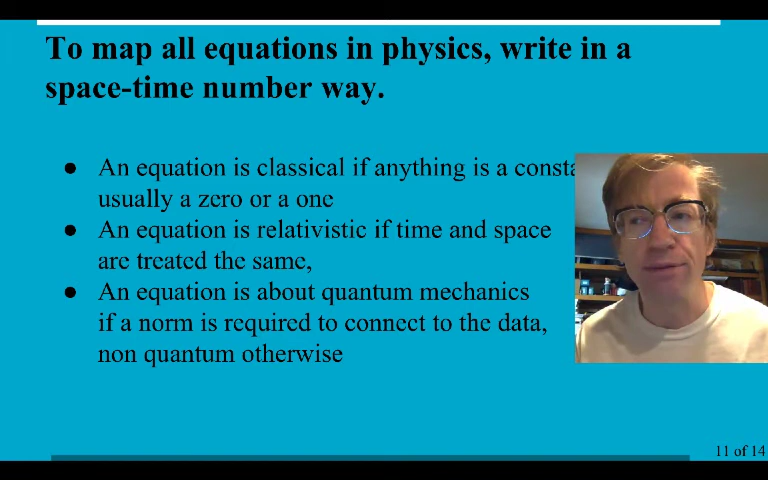 To map all equations in physics, write in a
space-time number way.
● An equation is classical if anything is a consta
usually a zero or a one
● An equation is relativistic if time and space
are treated the same,
● An equation is about quantum mechanics
if a norm is required to connect to the data,
non quantum otherwise
11 of 14